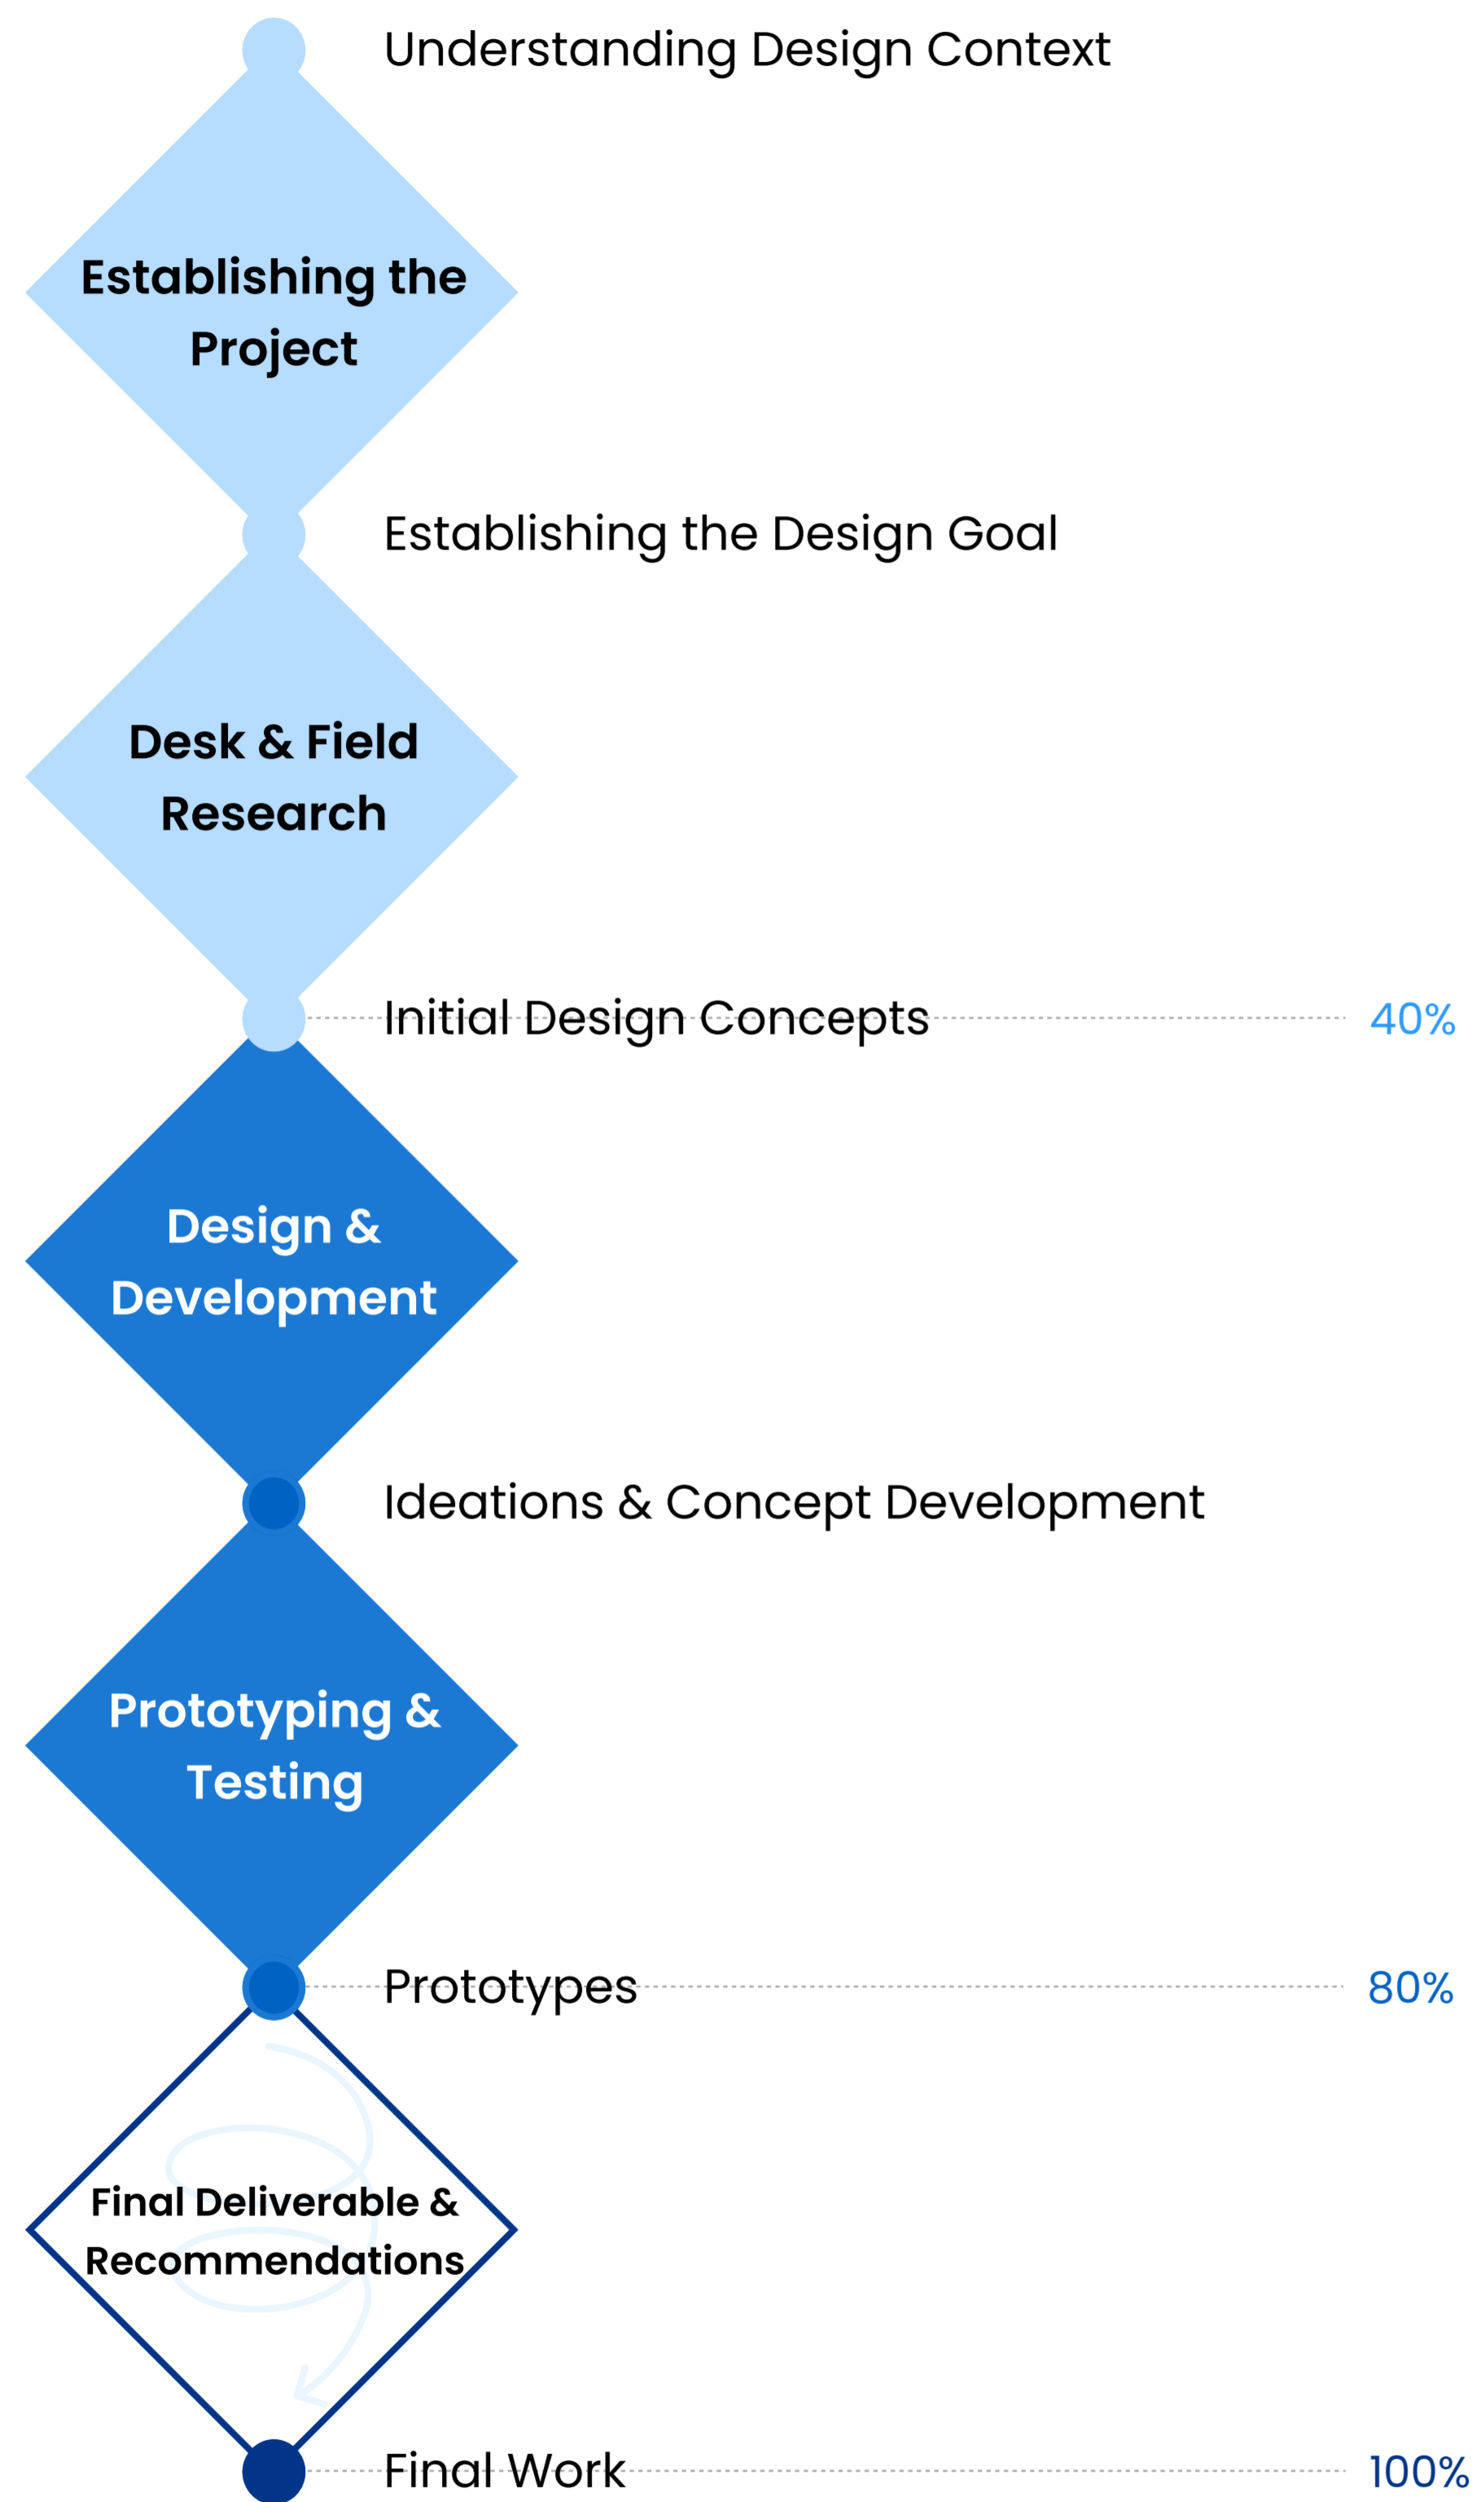 Understanding Design Context
Establishing the
Project
Establishing the Design Goal
Desk & Field
Research
Initial Design Concepts 40%
Design &
Development
Ideations & Concept Development
Prototyping &
Testing
Prototypes 80%
Final Deliverable &
Recommendations
Final Work 100%